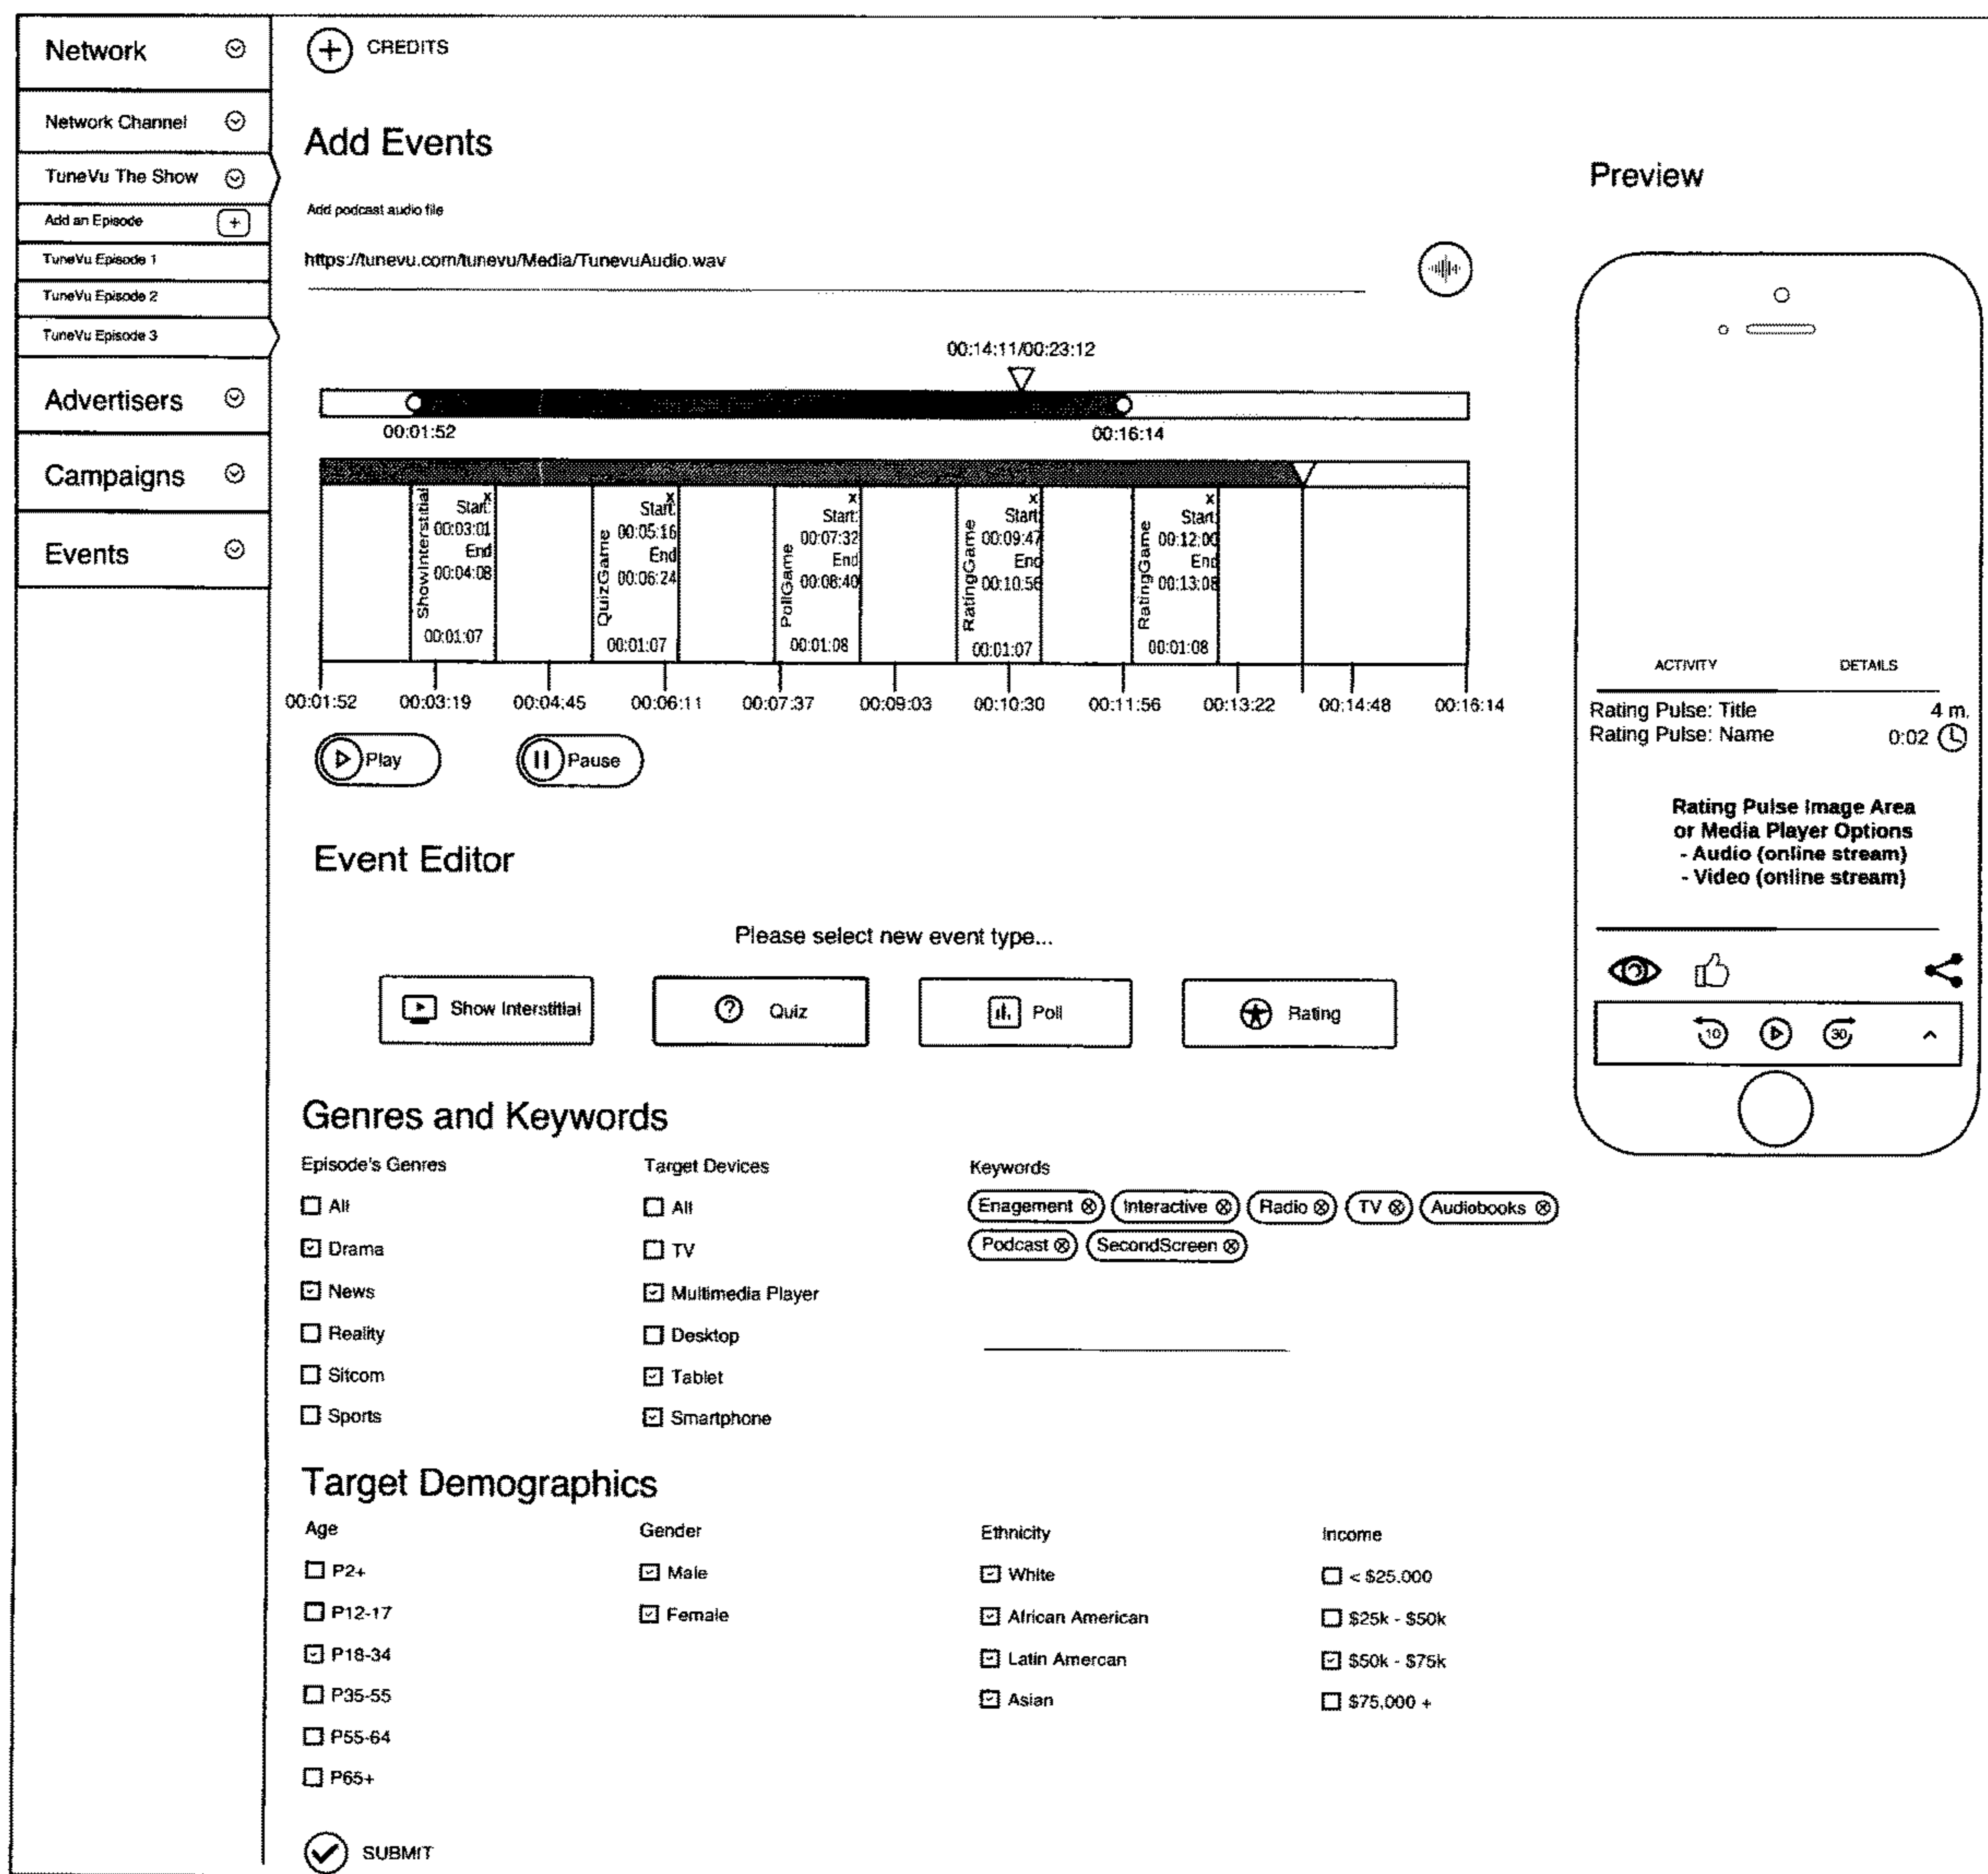 Network
Network Channel
TuneVu The Show
Add an Episode
TuneVu Episode 1
TuneVu Episode 2
TuneVu Episode 3
Advertisers
Campaigns
Events
CREDITS
Add Events
Add podcast audio file
https://tunevu.com/tunevu/Media/TunevuAudio.wav
00:14:11/00:23:12
00:01:52 00:16:14
ShowInterstitial
x
Start:
00:03:01
End
00:04:08
00:01:07
QuizGame
x
Start:
00:05:16
End
00:06:24
00:01:07
PollGame
x
Start:
00:07:32
End
00:08:40
00:01:08
RatingGame
x
Start:
00:09:47
End
00:10:56
00:01:07
RatingGame
x
Start:
00:12:00
End
00:13:08
00:01:08
00:01:52 00:03:19 00:04:45 00:06:11 00:07:37 00:09:03 00:10:30 00:11:56 00:13:22 00:14:48 00:16:14
Play Pause
Event Editor
Please select new event type...
Show Interstitial ? Quiz Poll Rating
Genres and Keywords
Episode's Genres
All
Drama
News
Reality
Sitcom
Sports
Target Devices
All
TV
Multimedia Player
Desktop
Tablet
Smartphone
Keywords
Enagement Interactive Radio TV Audiobooks
Podcast SecondScreen
Target Demographics
Age
P2+
P12-17
P18-34
P35-55
P55-64
P65+
Gender
Male
Female
Ethnicity
White
African American
Latin Amercan
Asian
Income
< $25,000
$25k - $50k
$50k - $75k
$75,000 +
SUBMIT
Preview
ACTIVITY DETAILS
Rating Pulse: Title 4 m.
Rating Pulse: Name 0:02
Rating Pulse Image Area
or Media Player Options
- Audio (online stream)
- Video (online stream)
10 30